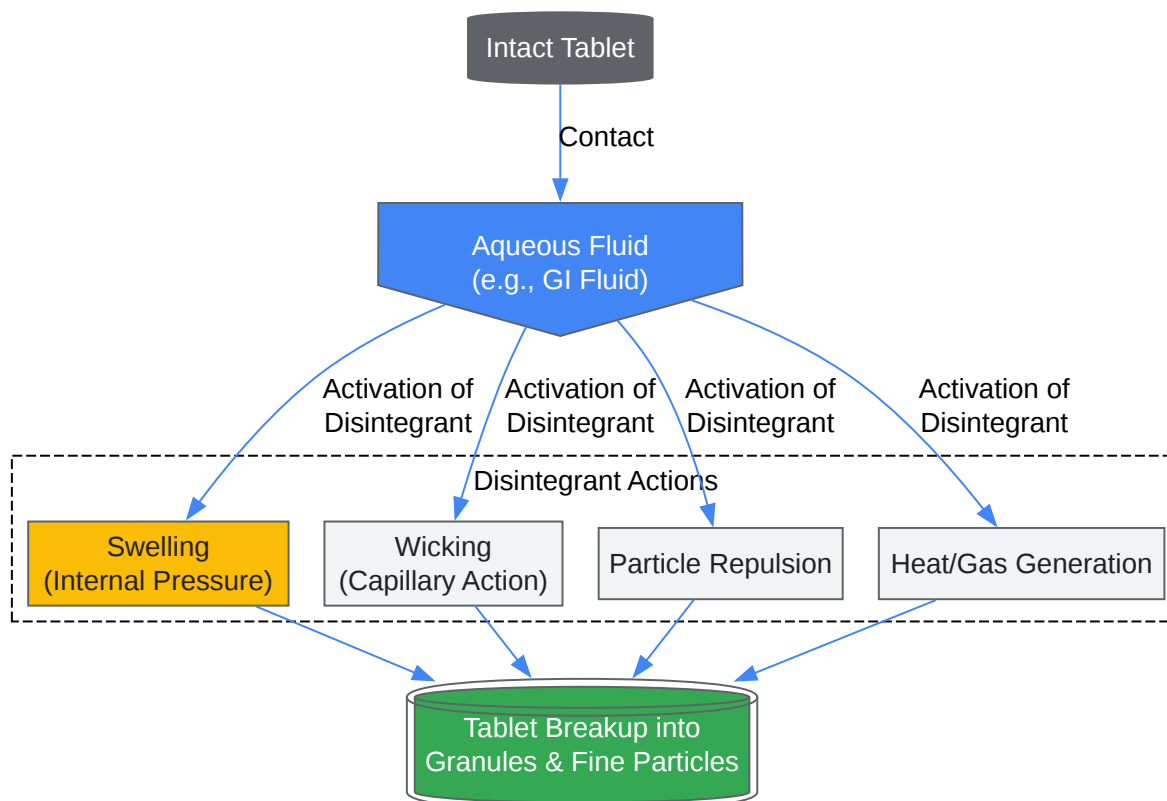 Intact Tablet
Contact
Aqueous Fluid
(e.g., GI Fluid)
Activation of
Disintegrant
Activation of
Disintegrant
Activation of
Disintegrant
Activation of
Disintegrant
Disintegrant Actions
Swelling
(Internal Pressure)
Wicking
(Capillary Action)
Particle Repulsion
Heat/Gas Generation
Tablet Breakup into
Granules & Fine Particles